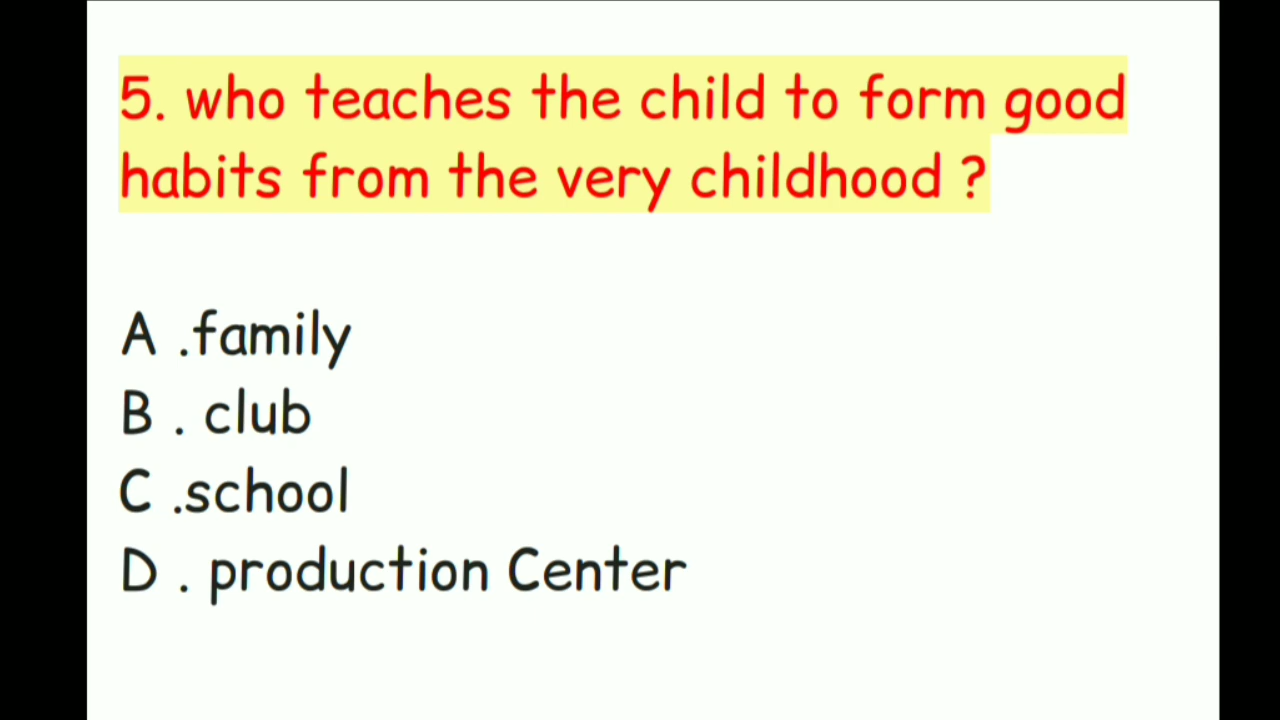 5. who teaches the child to form good
habits from the very childhood ?
A .family
B . club
C .school
D . production Center